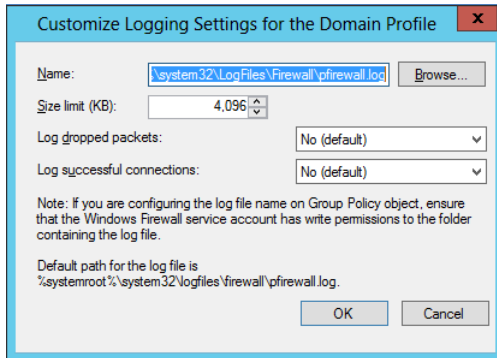 Customize Logging Settings for the Domain Profile
x
Name:
\system32\LogFiles\Firewall\pfirewall.log
Browse...
Size limit (KB):
4,096
Log dropped packets:
No (default)
Log successful connections:
No (default)
Note: If you are configuring the log file name on Group Policy object, ensure
that the Windows Firewall service account has write permissions to the folder
containing the log file.
Default path for the log file is
%systemroot%\system32\logfiles\firewall\pfirewall.log.
OK
Cancel